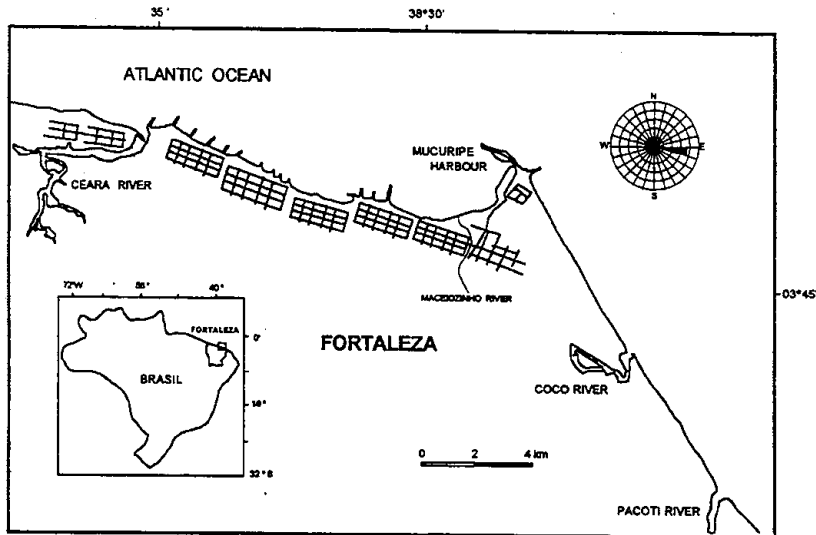 35'
38°30'
ATLANTIC OCEAN
N
W
E
S
MUCURIPE
HARBOUR
CEARA RIVER
MACEIOZINHO RIVER
03°45'
72°W
40°
FORTALEZA
0°
BRASIL
32°S
FORTALEZA
COCO RIVER
0 2 4 km
PACOTI RIVER